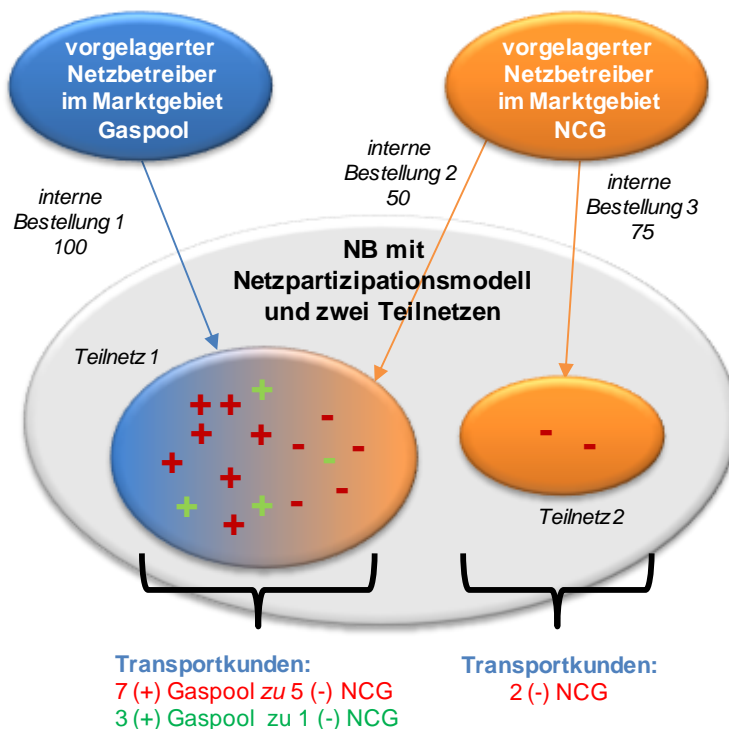 vorgelagerter
Netzbetreiber
im Marktgebiet
Gaspool
vorgelagerter
Netzbetreiber
im Marktgebiet
NCG
interne
Bestellung 1
100
interne
Bestellung 2
50
interne
Bestellung 3
75
NB mit
Netzpartizipationsmodell
und zwei Teilnetzen
Teilnetz 1
+ + + + + + + + + +
- - - - - -
- -
Teilnetz 2
Transportkunden:
7 (+) Gaspool zu 5 (-) NCG
3 (+) Gaspool zu 1 (-) NCG
Transportkunden:
2 (-) NCG